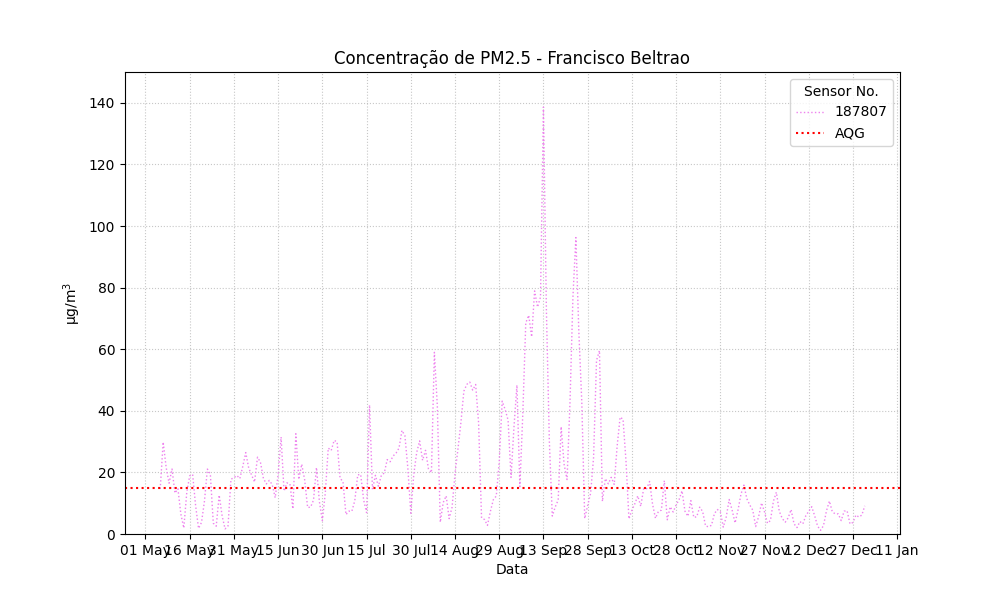 Concentração de PM2.5 - Francisco Beltrao
Sensor No.
187807
AQG
140
120
100
80
60
40
20
0
µg/m³
01 May 16 May 31 May 15 Jun 30 Jun 15 Jul 30 Jul 14 Aug 29 Aug 13 Sep 28 Sep 13 Oct 28 Oct 12 Nov 27 Nov 12 Dec 27 Dec 11 Jan
Data